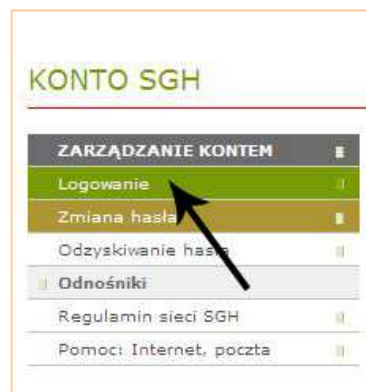 KONTO SGH
ZARZĄDZANIE KONTEM
Logowanie
Zmiana hasła
Odzyskiwanie hasła
Odnośniki
Regulamin sieci SGH
Pomoc: Internet, poczta